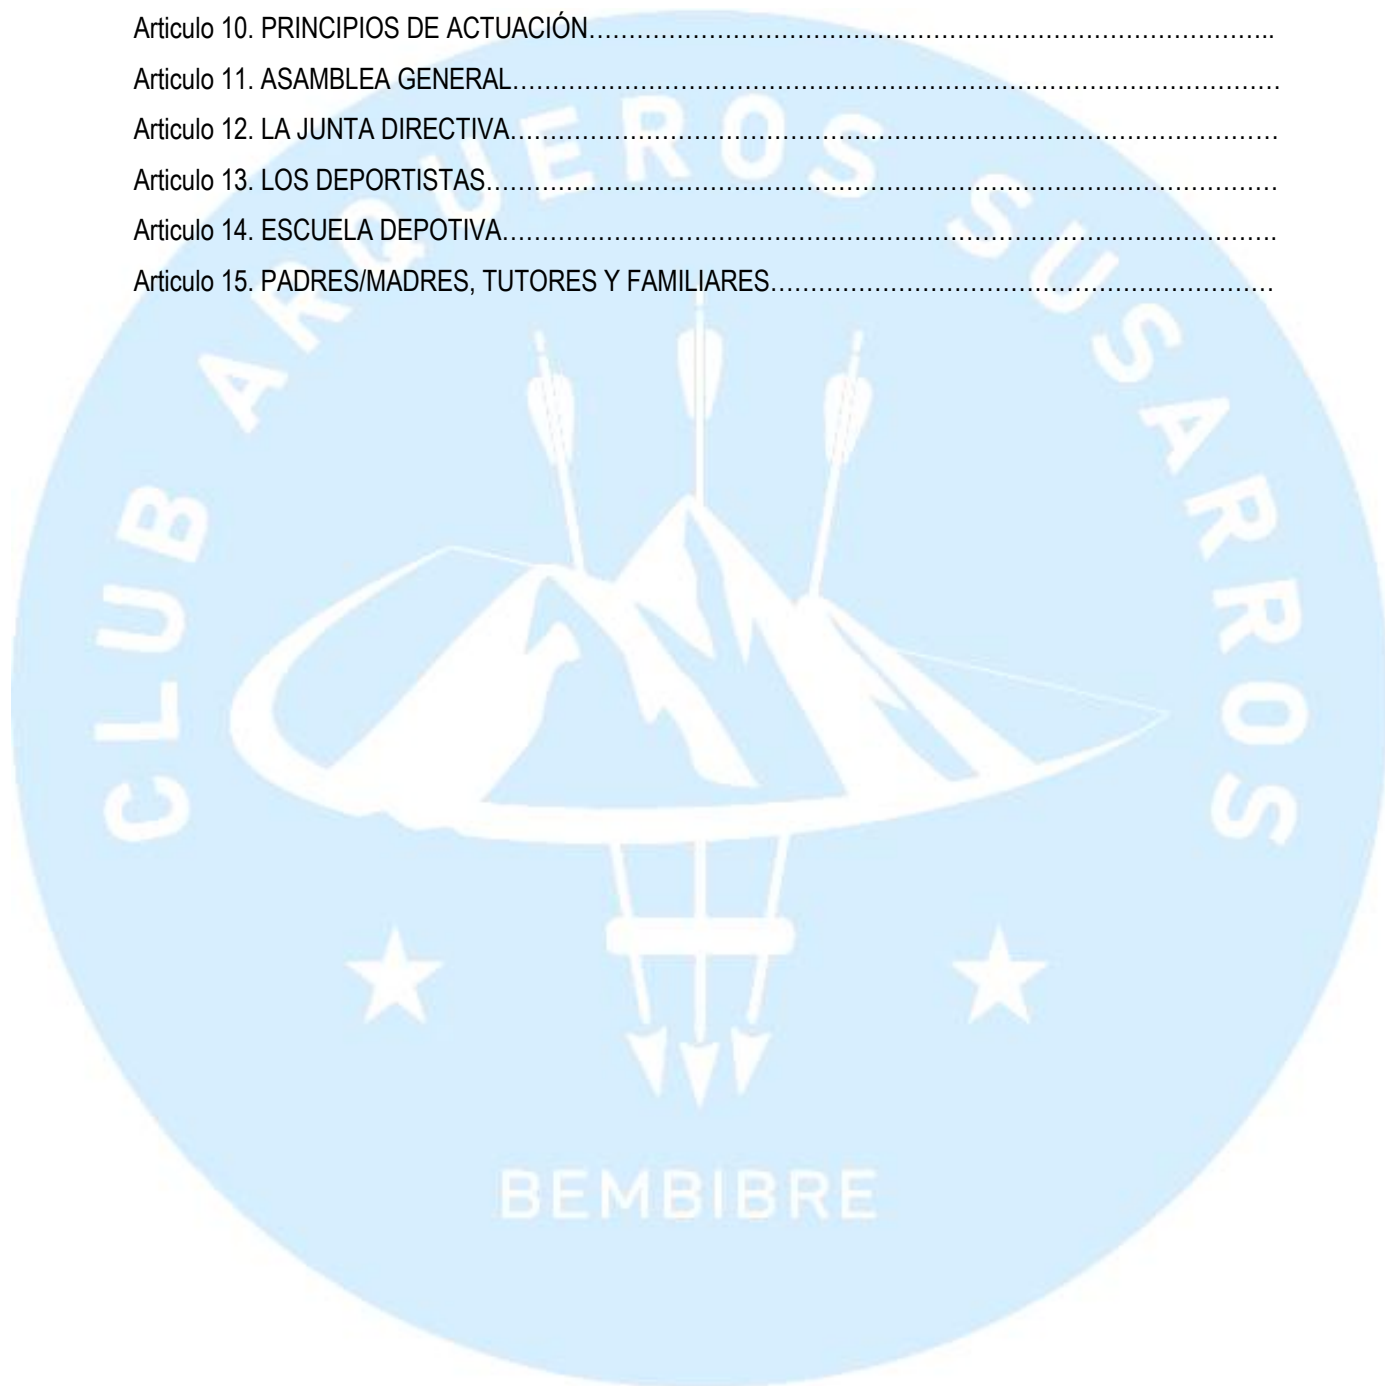 Articulo 10. PRINCIPIOS DE ACTUACIÓN…………………………………………………………………………..
Articulo 11. ASAMBLEA GENERAL……………………………………………………………………………………
Articulo 12. LA JUNTA DIRECTIVA……………………………………………………………………………………
Articulo 13. LOS DEPORTISTAS………………………………………………………………………………………
Articulo 14. ESCUELA DEPOTIVA…………………………………………………………………………………….
Articulo 15. PADRES/MADRES, TUTORES Y FAMILIARES………………………………………………………
CLUB ARQUEROS SUSARROS
BEMBIBRE